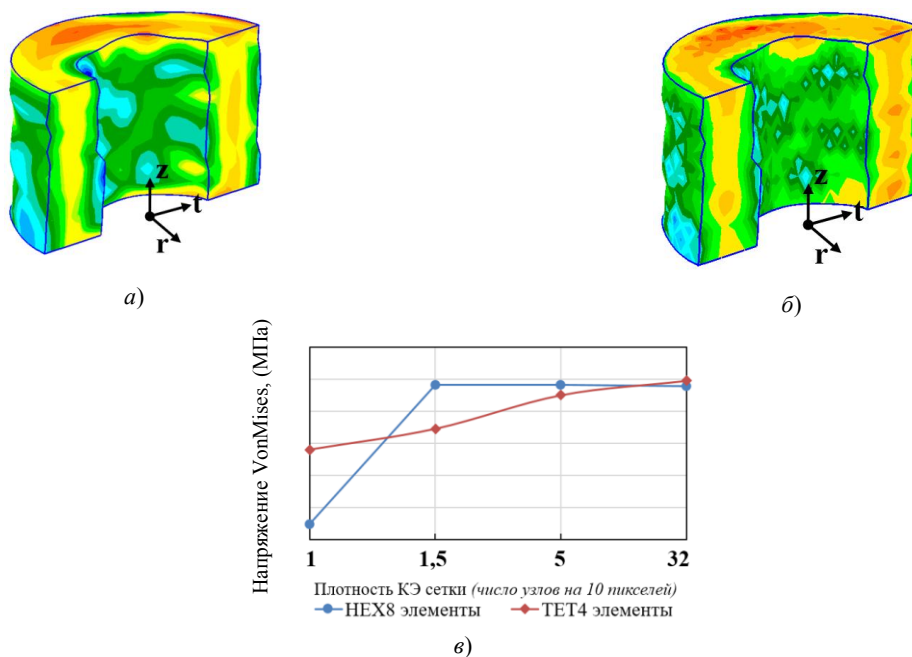 z
t
r
z
t
r
а)
б)
Напряжение VonMises, (МПа)
1 1,5 5 32
Плотность КЭ сетки (число узлов на 10 пикселей)
HEX8 элементы TET4 элементы
в)